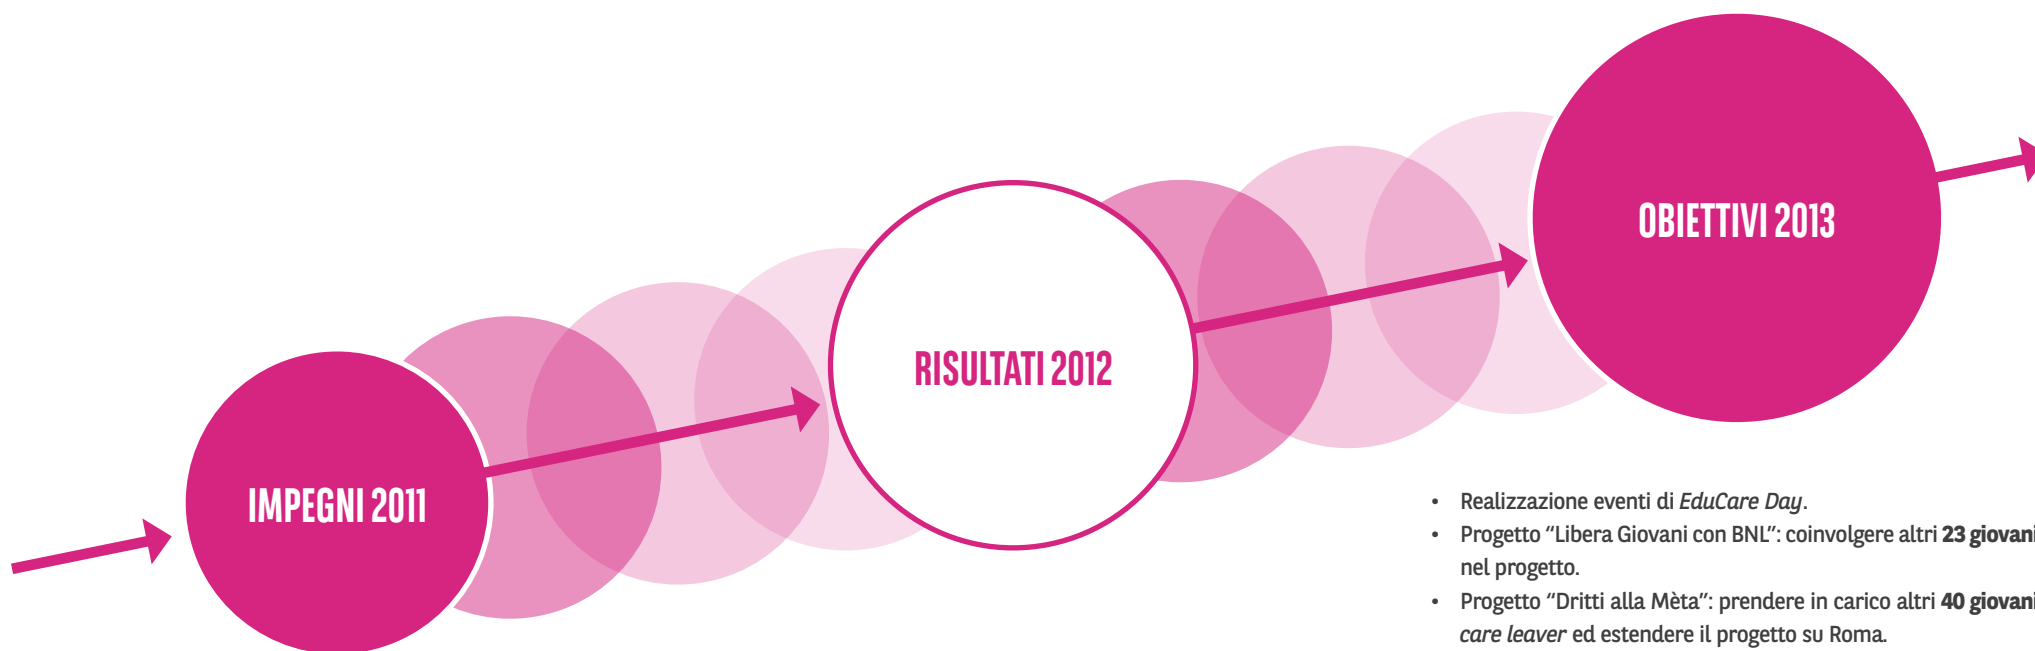 IMPEGNI 2011
RISULTATI 2012
OBIETTIVI 2013
• Realizzazione eventi di EduCare Day.
• Progetto “Libera Giovani con BNL”: coinvolgere altri 23 giovani
nel progetto.
• Progetto “Dritti alla Mèta”: prendere in carico altri 40 giovani
care leaver ed estendere il progetto su Roma.